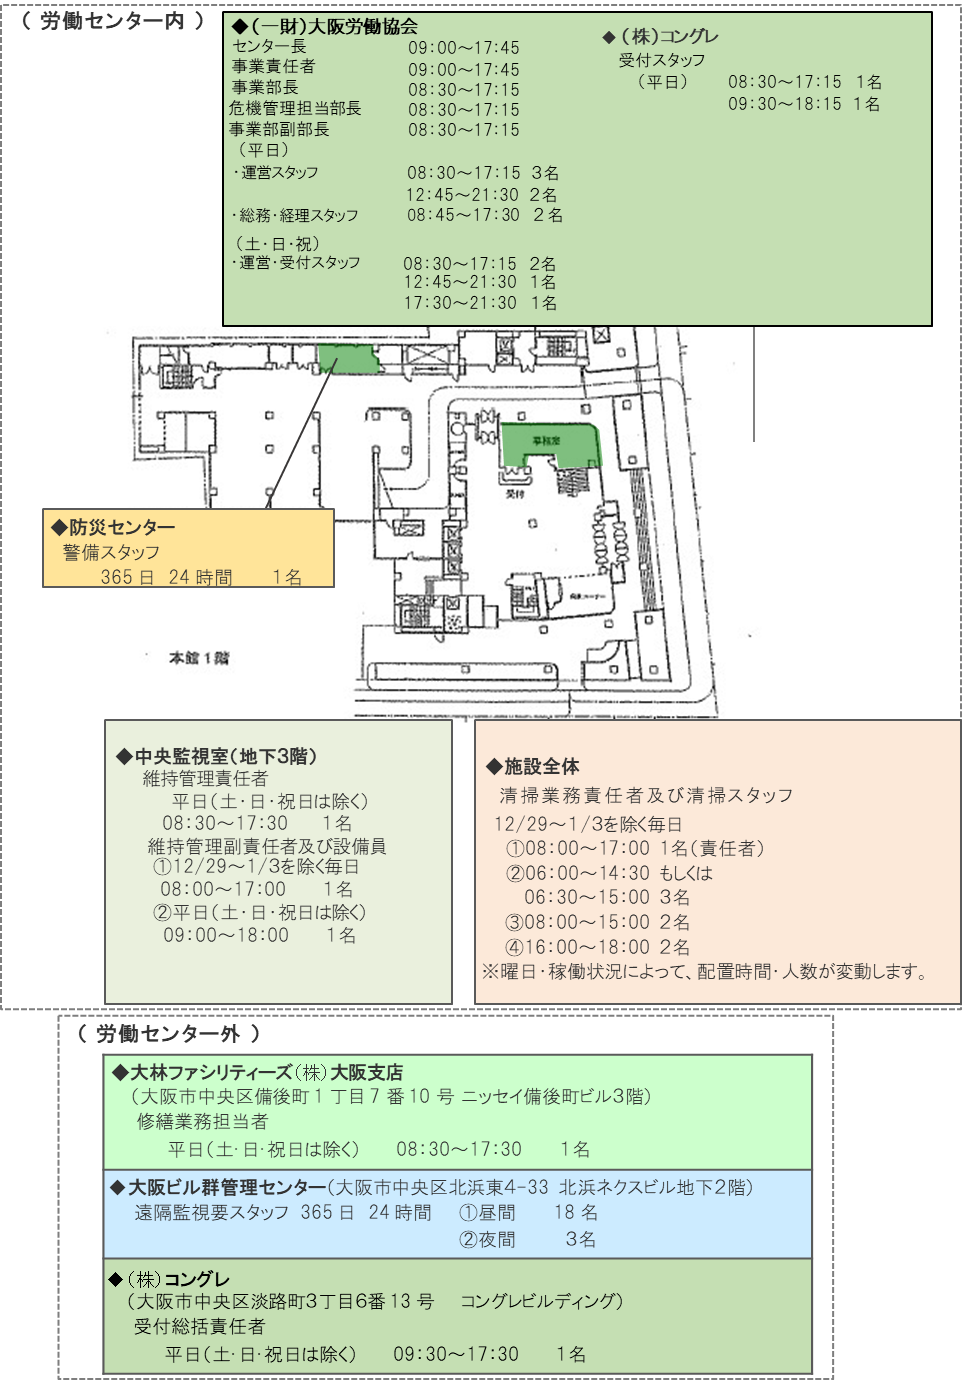 （ 労働センター内 ）
◆（一財）大阪労働協会
センター長　09:00～17:45
事業責任者　09:00～17:45
事業部長　08:30～17:15
危機管理担当部長　08:30～17:15
事業部副部長　08:30～17:15
（平日）
・運営スタッフ　08:30～17:15 3名
12:45～21:30 2名
・総務・経理スタッフ　08:45～17:30 2名
（土・日・祝）
・運営・受付スタッフ　08:30～17:15 2名
12:45～21:30 1名
17:30～21:30 1名
◆（株）コングレ
受付スタッフ
（平日）　08:30～17:15 1名
09:30～18:15 1名
事務室
受付
◆防災センター
警備スタッフ
365日 24時間　1名
本館1階
◆中央監視室（地下3階）
維持管理責任者
平日（土・日・祝日は除く）
08:30～17:30　1名
維持管理副責任者及び設備員
①12/29～1/3を除く毎日
08:00～17:00　1名
②平日（土・日・祝日は除く）
09:00～18:00　1名
◆施設全体
清掃業務責任者及び清掃スタッフ
12/29～1/3を除く毎日
①08:00～17:00 1名（責任者）
②06:00～14:30 もしくは
06:30～15:00 3名
③08:00～15:00 2名
④16:00～18:00 2名
※曜日・稼働状況によって、配置時間・人数が変動します。
（ 労働センター外 ）
◆大林ファシリティーズ（株）大阪支店
（大阪市中央区備後町1丁目7番10号 ニッセイ備後町ビル3階）
修繕業務担当者
平日（土・日・祝日は除く）　08:30～17:30　1名
◆大阪ビル群管理センター（大阪市中央区北浜東4-33 北浜ネクスビル地下2階）
遠隔監視要スタッフ 365日 24時間　①昼間　18名
②夜間　3名
◆（株）コングレ
（大阪市中央区淡路町3丁目6番13号　コングレビルディング）
受付総括責任者
平日（土・日・祝日は除く）　09:30～17:30　1名